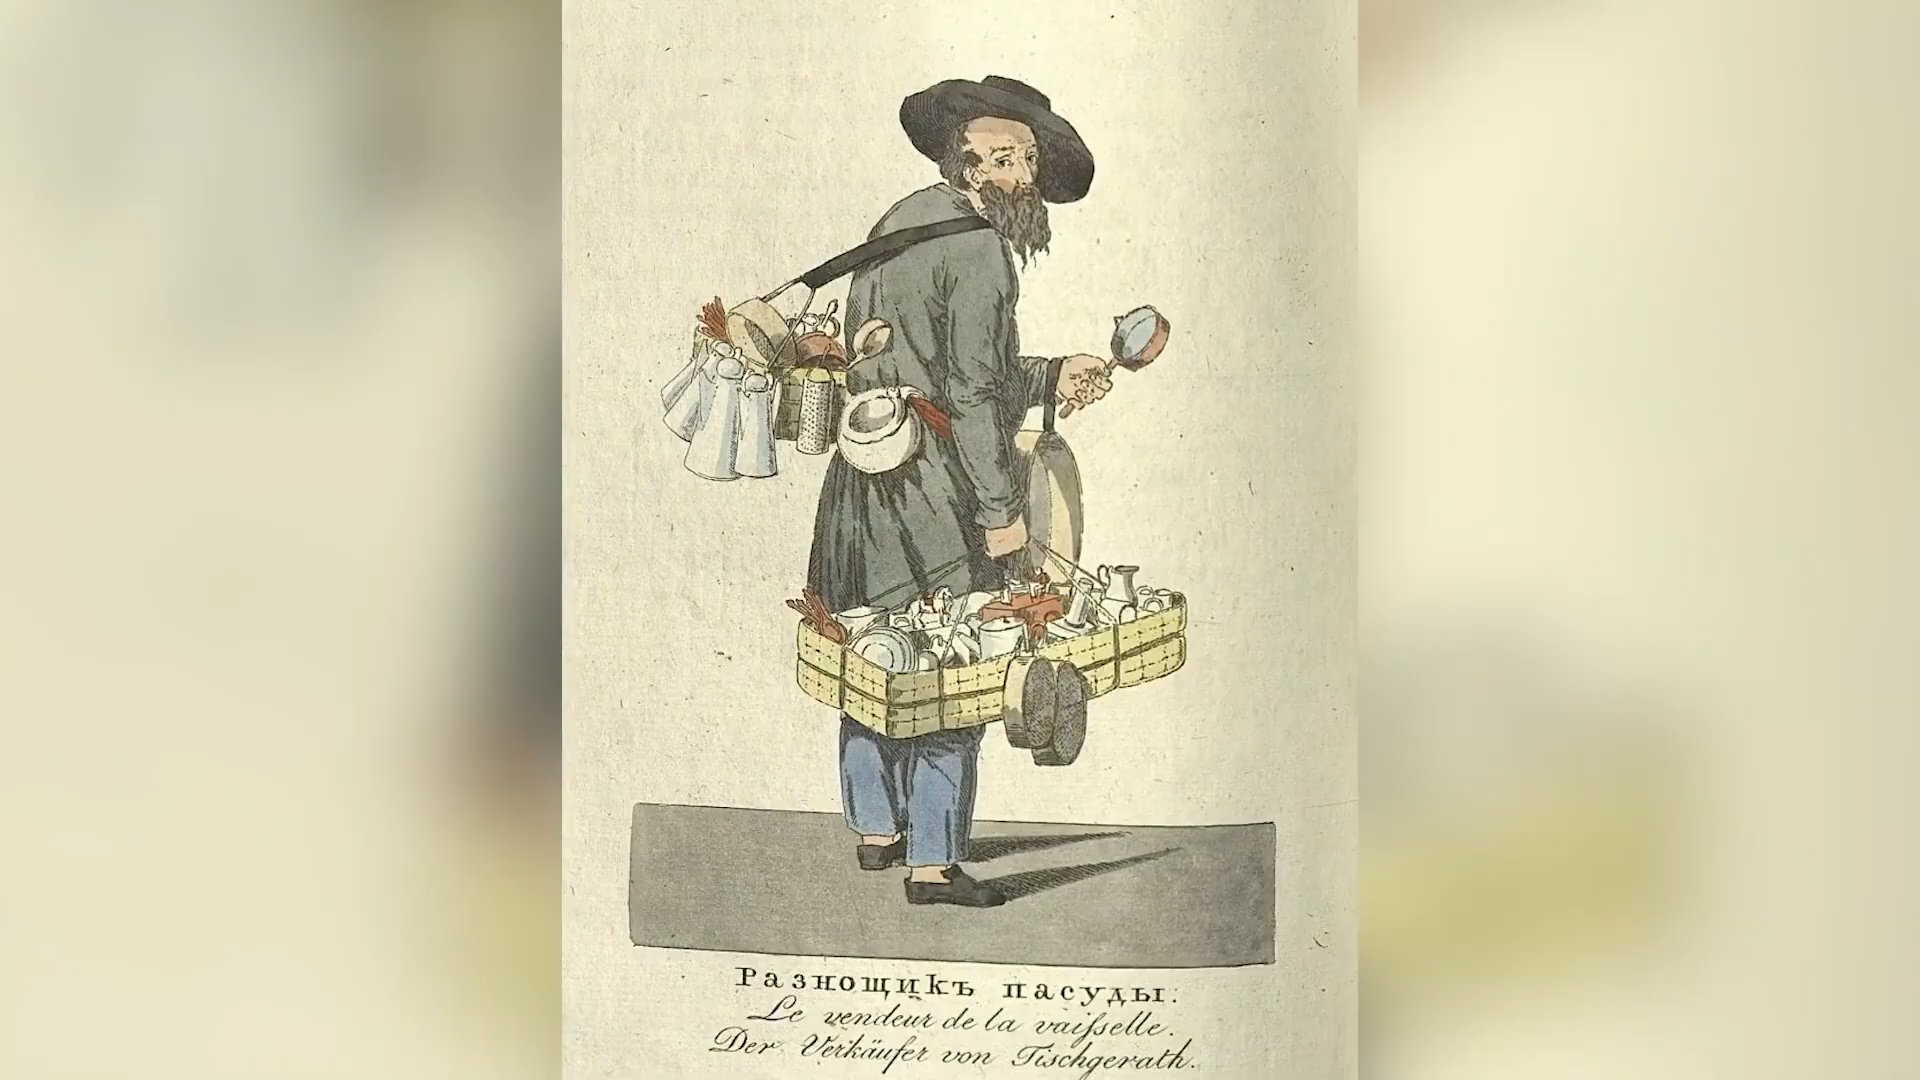 Разнощикъ пасуды.
Le vendeur de la vaiſselle.
Der Verkäufer von Tischgerath.